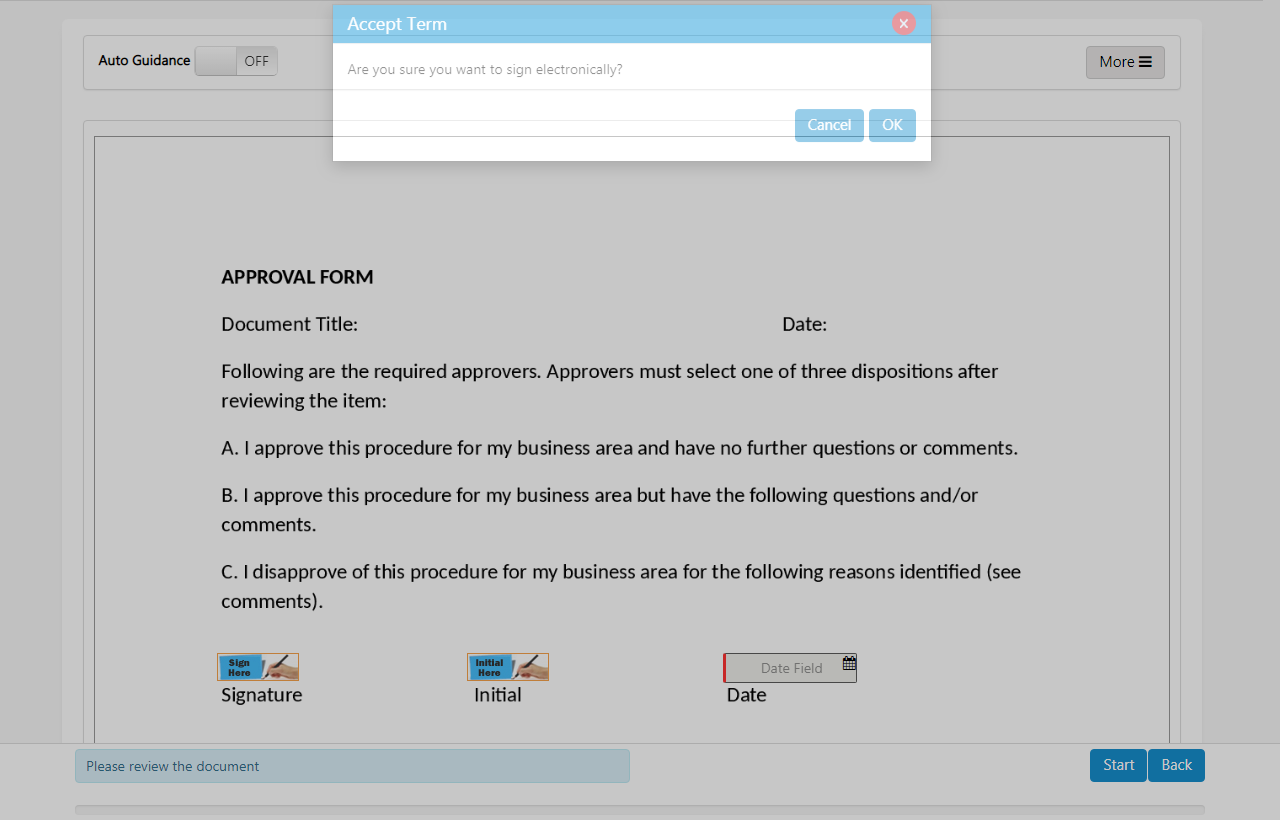 Accept Term
Auto Guidance OFF
More
Are you sure you want to sign electronically?
Cancel OK
APPROVAL FORM
Document Title: Date:
Following are the required approvers. Approvers must select one of three dispositions after
reviewing the item:
A. I approve this procedure for my business area and have no further questions or comments.
B. I approve this procedure for my business area but have the following questions and/or
comments.
C. I disapprove of this procedure for my business area for the following reasons identified (see
comments).
Sign
Here
Initial
Here
Date Field
Signature Initial Date
Please review the document
Start Back